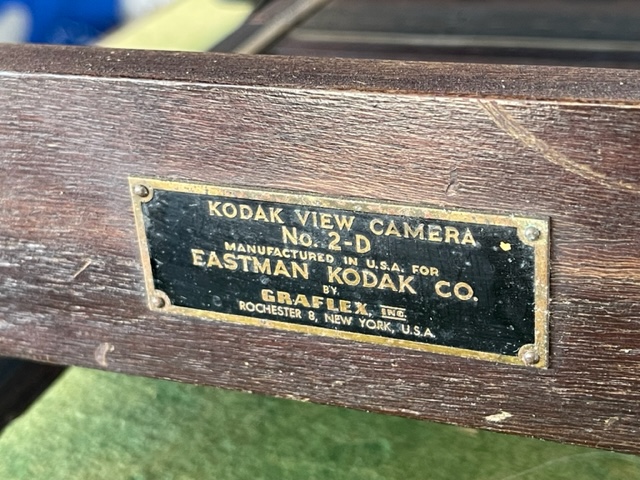 KODAK VIEW CAMERA
No. 2-D
MANUFACTURED IN U.S.A. FOR
EASTMAN KODAK CO.
BY
GRAFLEX, INC.
ROCHESTER 8, NEW YORK, U.S.A.